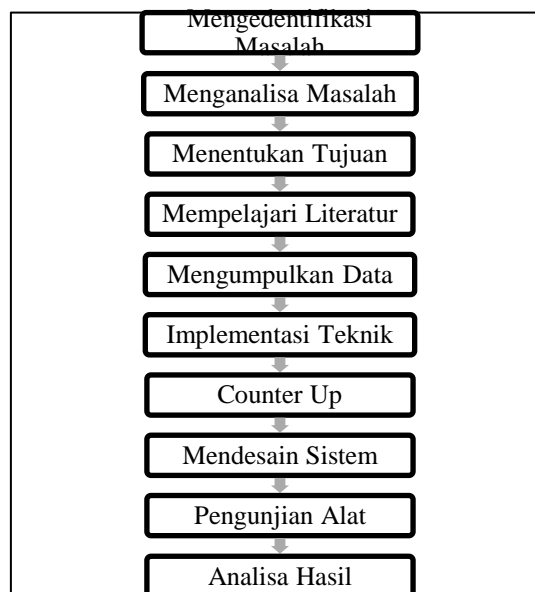 Mengedentifikasi
Masalah
Menganalisa Masalah
Menentukan Tujuan
Mempelajari Literatur
Mengumpulkan Data
Implementasi Teknik
Counter Up
Mendesain Sistem
Pengunjian Alat
Analisa Hasil